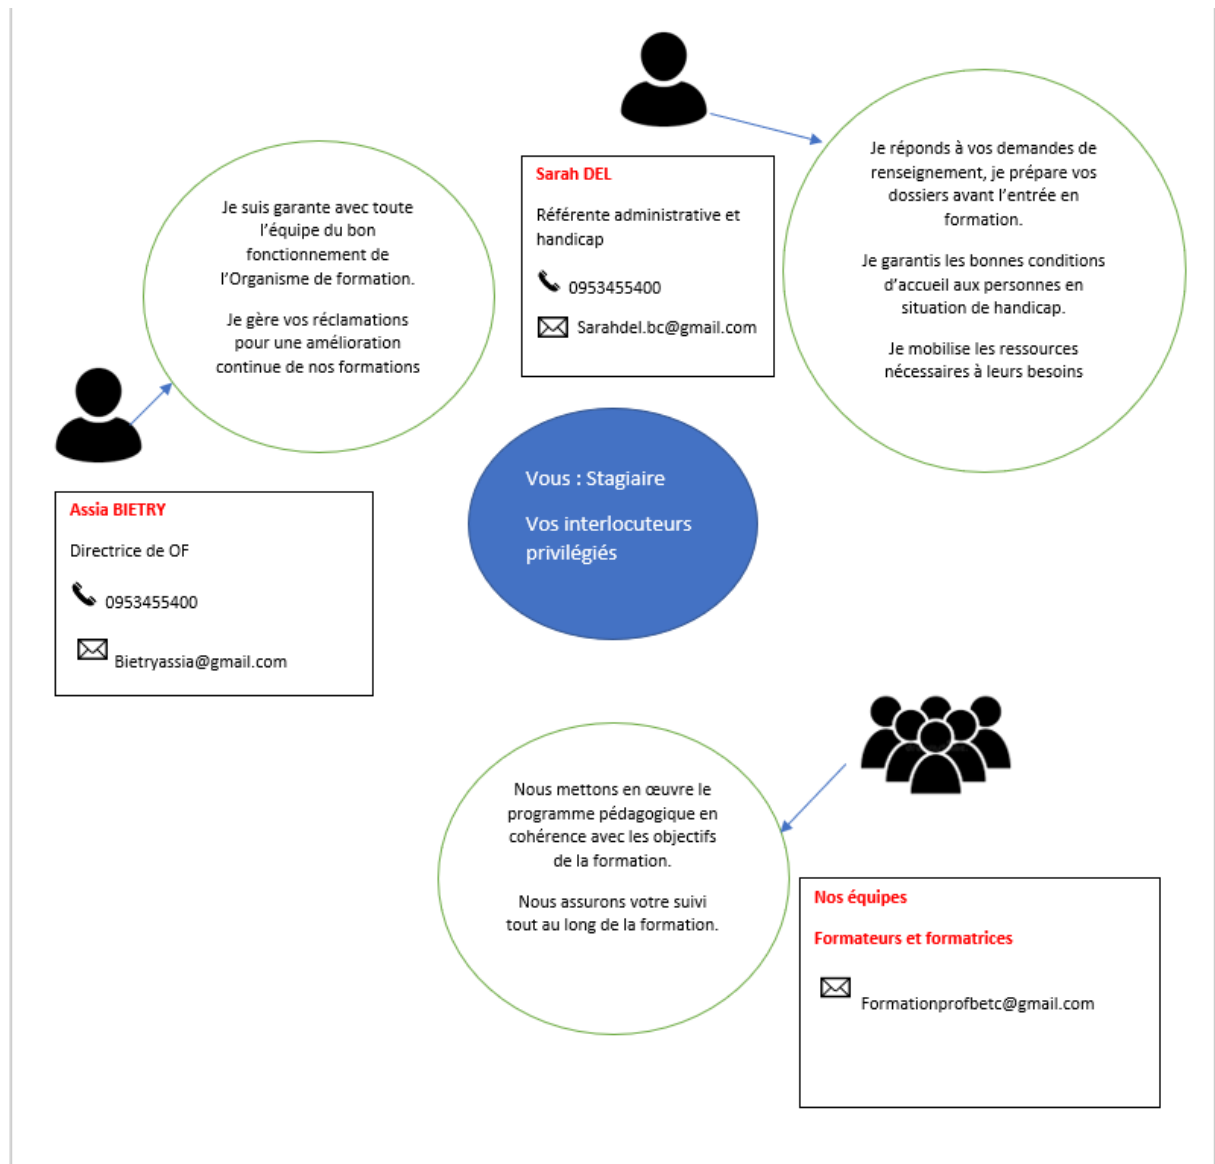 Sarah DEL
Référente administrative et
handicap
0953455400
Sarahdel.bc@gmail.com
Je réponds à vos demandes de
renseignement, je prépare vos
dossiers avant l'entrée en
formation.
Je garantis les bonnes conditions
d'accueil aux personnes en
situation de handicap.
Je mobilise les ressources
nécessaires à leurs besoins
Je suis garante avec toute
l'équipe du bon
fonctionnement de
l'Organisme de formation.
Je gère vos réclamations
pour une amélioration
continue de nos formations
Assia BIETRY
Directrice de OF
0953455400
Bietryassia@gmail.com
Vous : Stagiaire
Vos interlocuteurs
privilégiés
Nous mettons en œuvre le
programme pédagogique en
cohérence avec les objectifs
de la formation.
Nous assurons votre suivi
tout au long de la formation.
Nos équipes
Formateurs et formatrices
Formationprofbetc@gmail.com